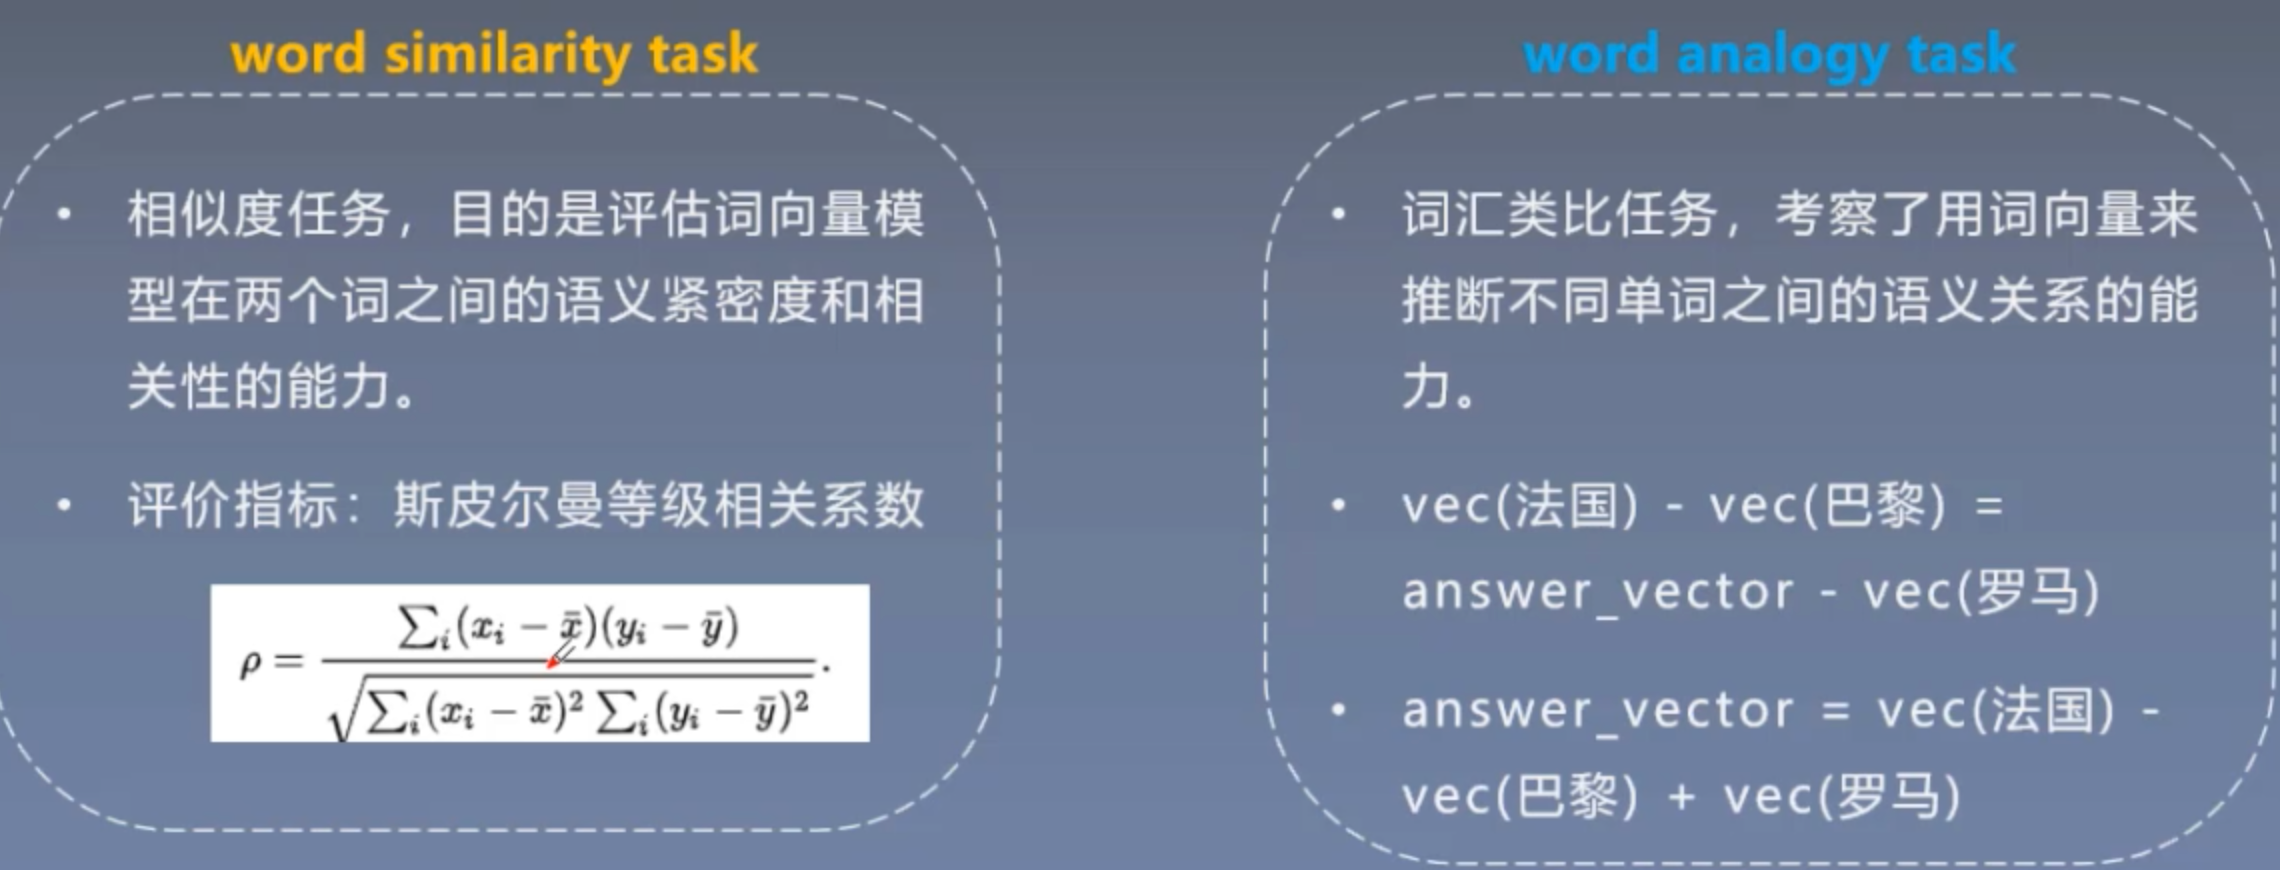 word similarity task
• 相似度任务，目的是评估词向量模
型在两个词之间的语义紧密度和相
关性的能力。
• 评价指标：斯皮尔曼等级相关系数
ρ = \frac{\sum_i (x_i - \bar{x})(y_i - \bar{y})}{\sqrt{\sum_i (x_i - \bar{x})^2 \sum_i (y_i - \bar{y})^2}}.
word analogy task
• 词汇类比任务，考察了用词向量来
推断不同单词之间的语义关系的能
力。
• vec(法国) - vec(巴黎) =
answer_vector - vec(罗马)
• answer_vector = vec(法国) -
vec(巴黎) + vec(罗马)